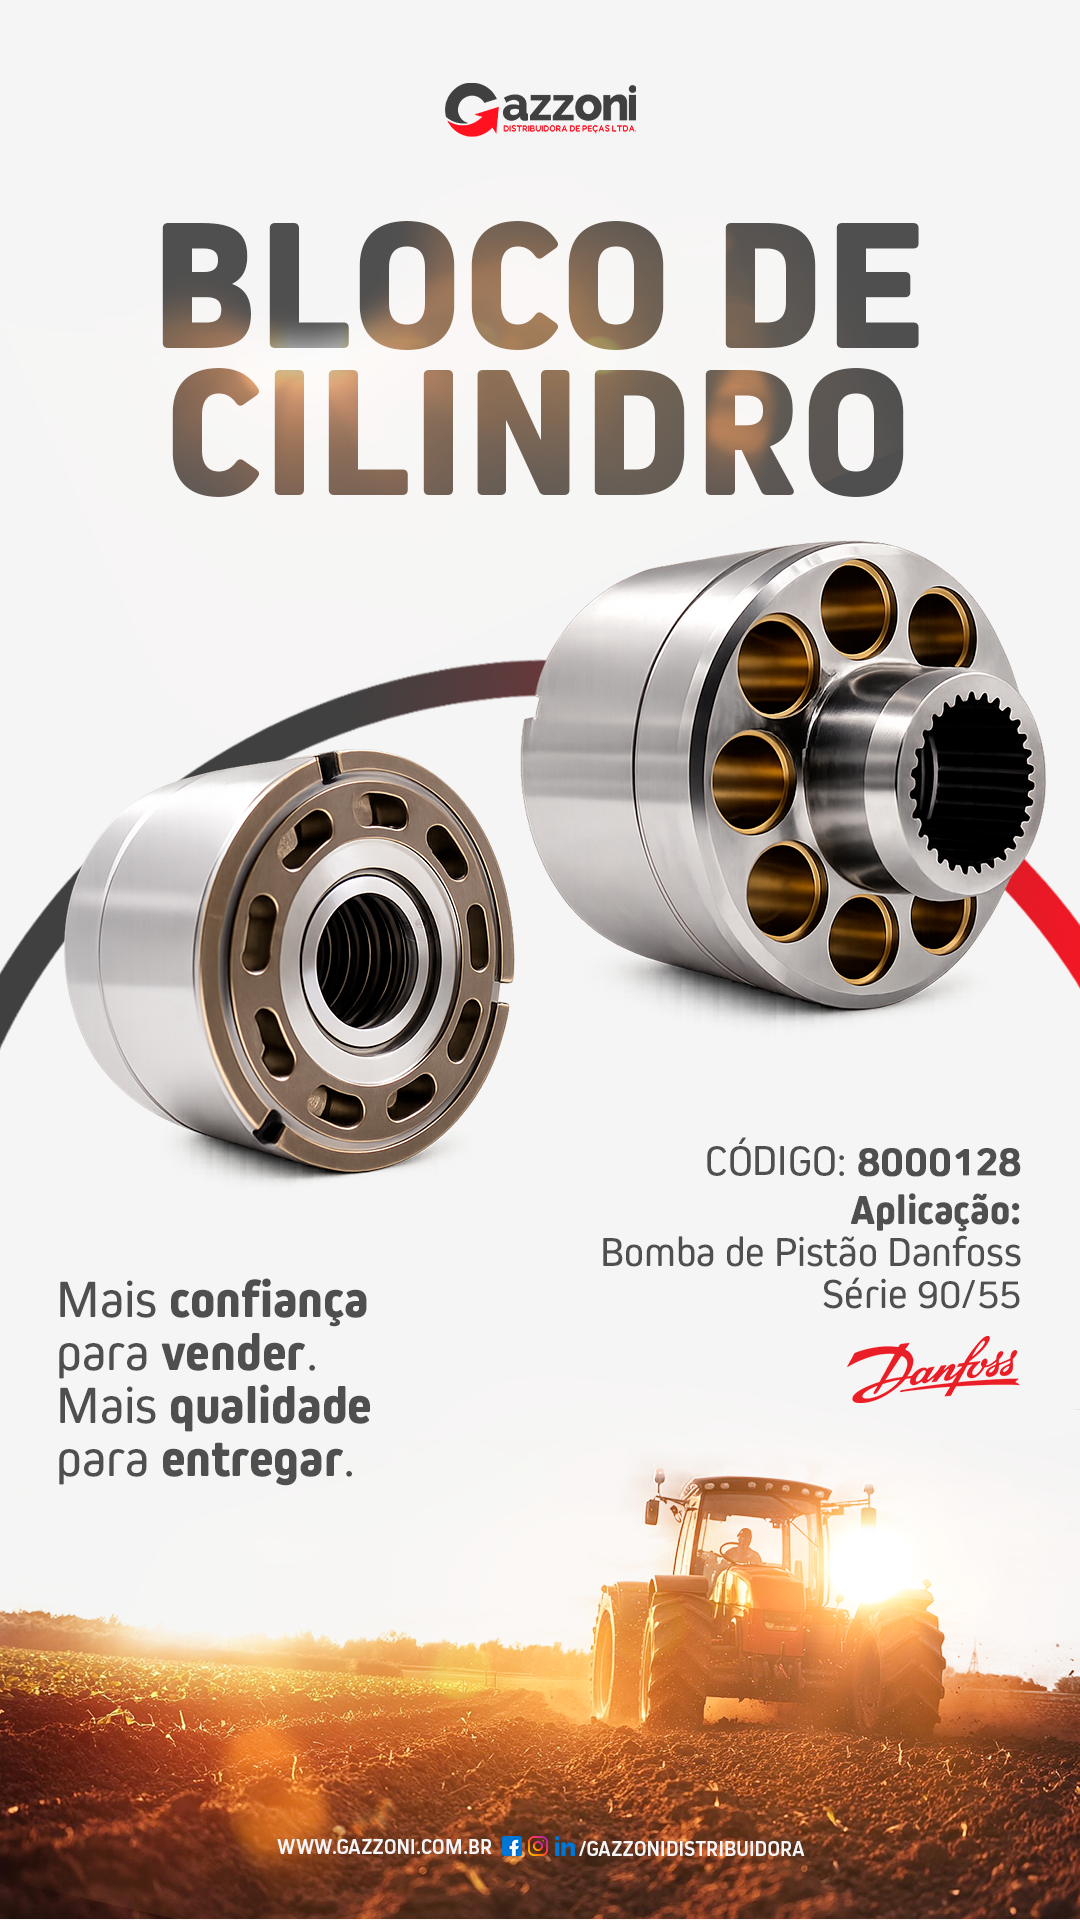 Gazzoni
DISTRIBUIDORA DE PEÇAS LTDA.
BLOCO DE
CILINDRO
CÓDIGO: 8000128
Aplicação:
Bomba de Pistão Danfoss
Série 90/55
Danfoss
Mais confiança
para vender.
Mais qualidade
para entregar.
WWW.GAZZONI.COM.BR /GAZZONIDISTRIBUIDORA